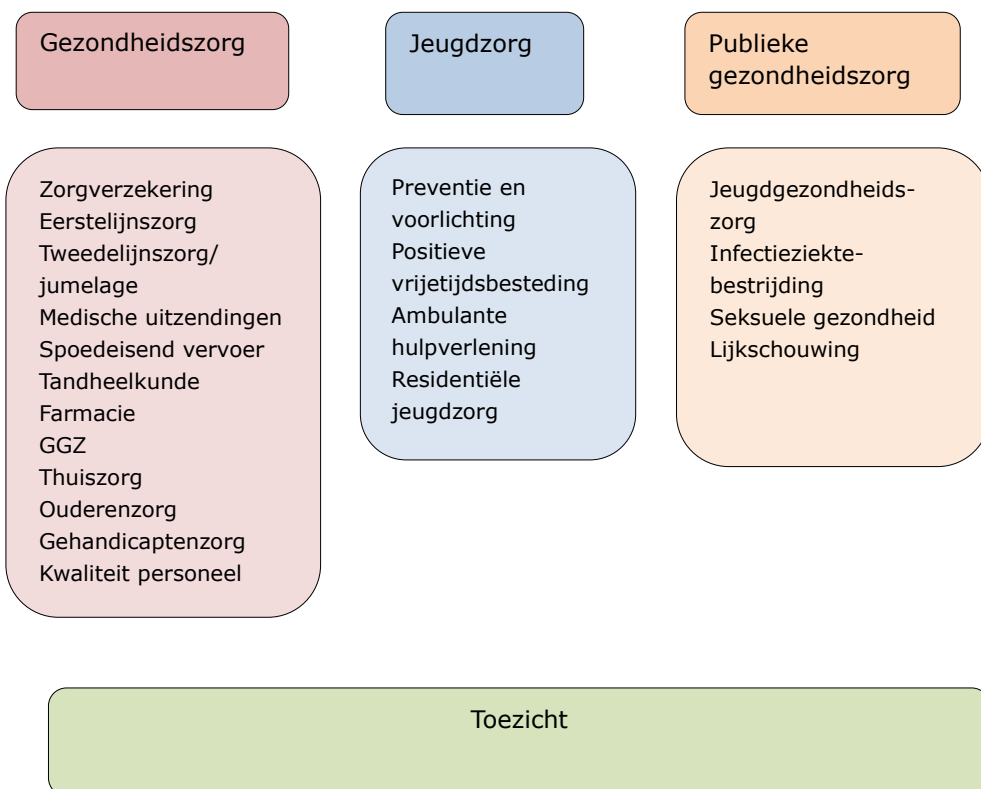 Gezondheidszorg
Jeugdzorg
Publieke
gezondheidszorg
Zorgverzekering
Eerstelijnszorg
Tweedelijnszorg/
jumelage
Medische uitzendingen
Spoedeisend vervoer
Tandheelkunde
Farmacie
GGZ
Thuiszorg
Ouderenzorg
Gehandicaptenzorg
Kwaliteit personeel
Preventie en
voorlichting
Positieve
vrijetijdsbesteding
Ambulante
hulpverlening
Residentiële
jeugdzorg
Jeugdgezondheids-
zorg
Infectieziekte-
bestrijding
Seksuele gezondheid
Lijkschouwing
Toezicht